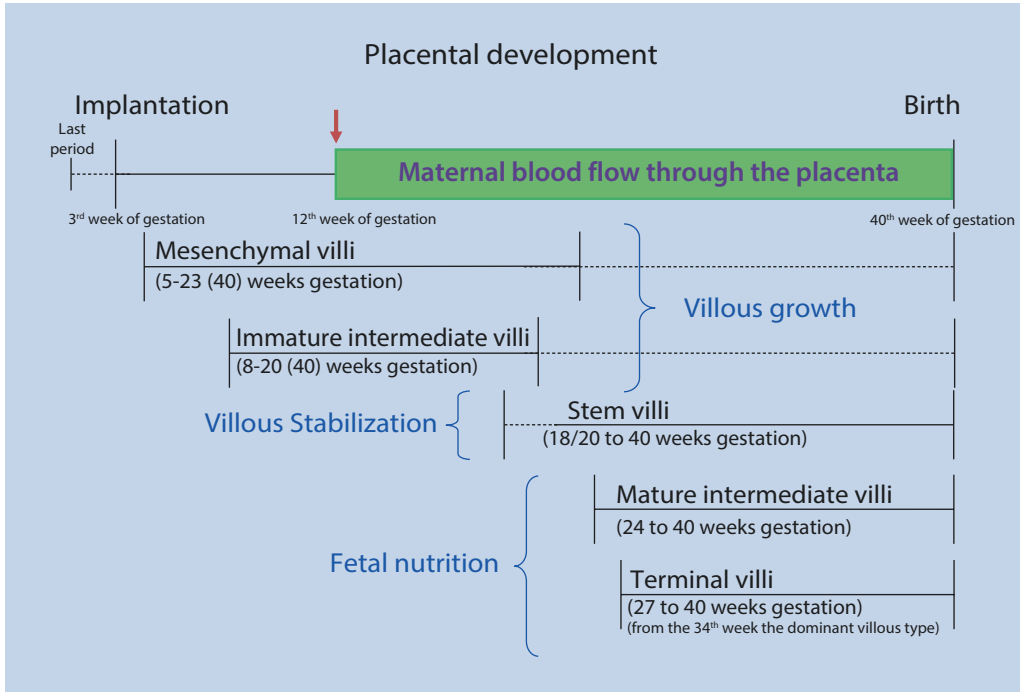 Placental development
Implantation
Birth
Last
period
Maternal blood flow through the placenta
3rd week of gestation
12th week of gestation
40th week of gestation
Mesenchymal villi
(5-23 (40) weeks gestation)
Villous growth
Immature intermediate villi
(8-20 (40) weeks gestation)
Villous Stabilization
Stem villi
(18/20 to 40 weeks gestation)
Mature intermediate villi
(24 to 40 weeks gestation)
Fetal nutrition
Terminal villi
(27 to 40 weeks gestation)
(from the 34th week the dominant villous type)